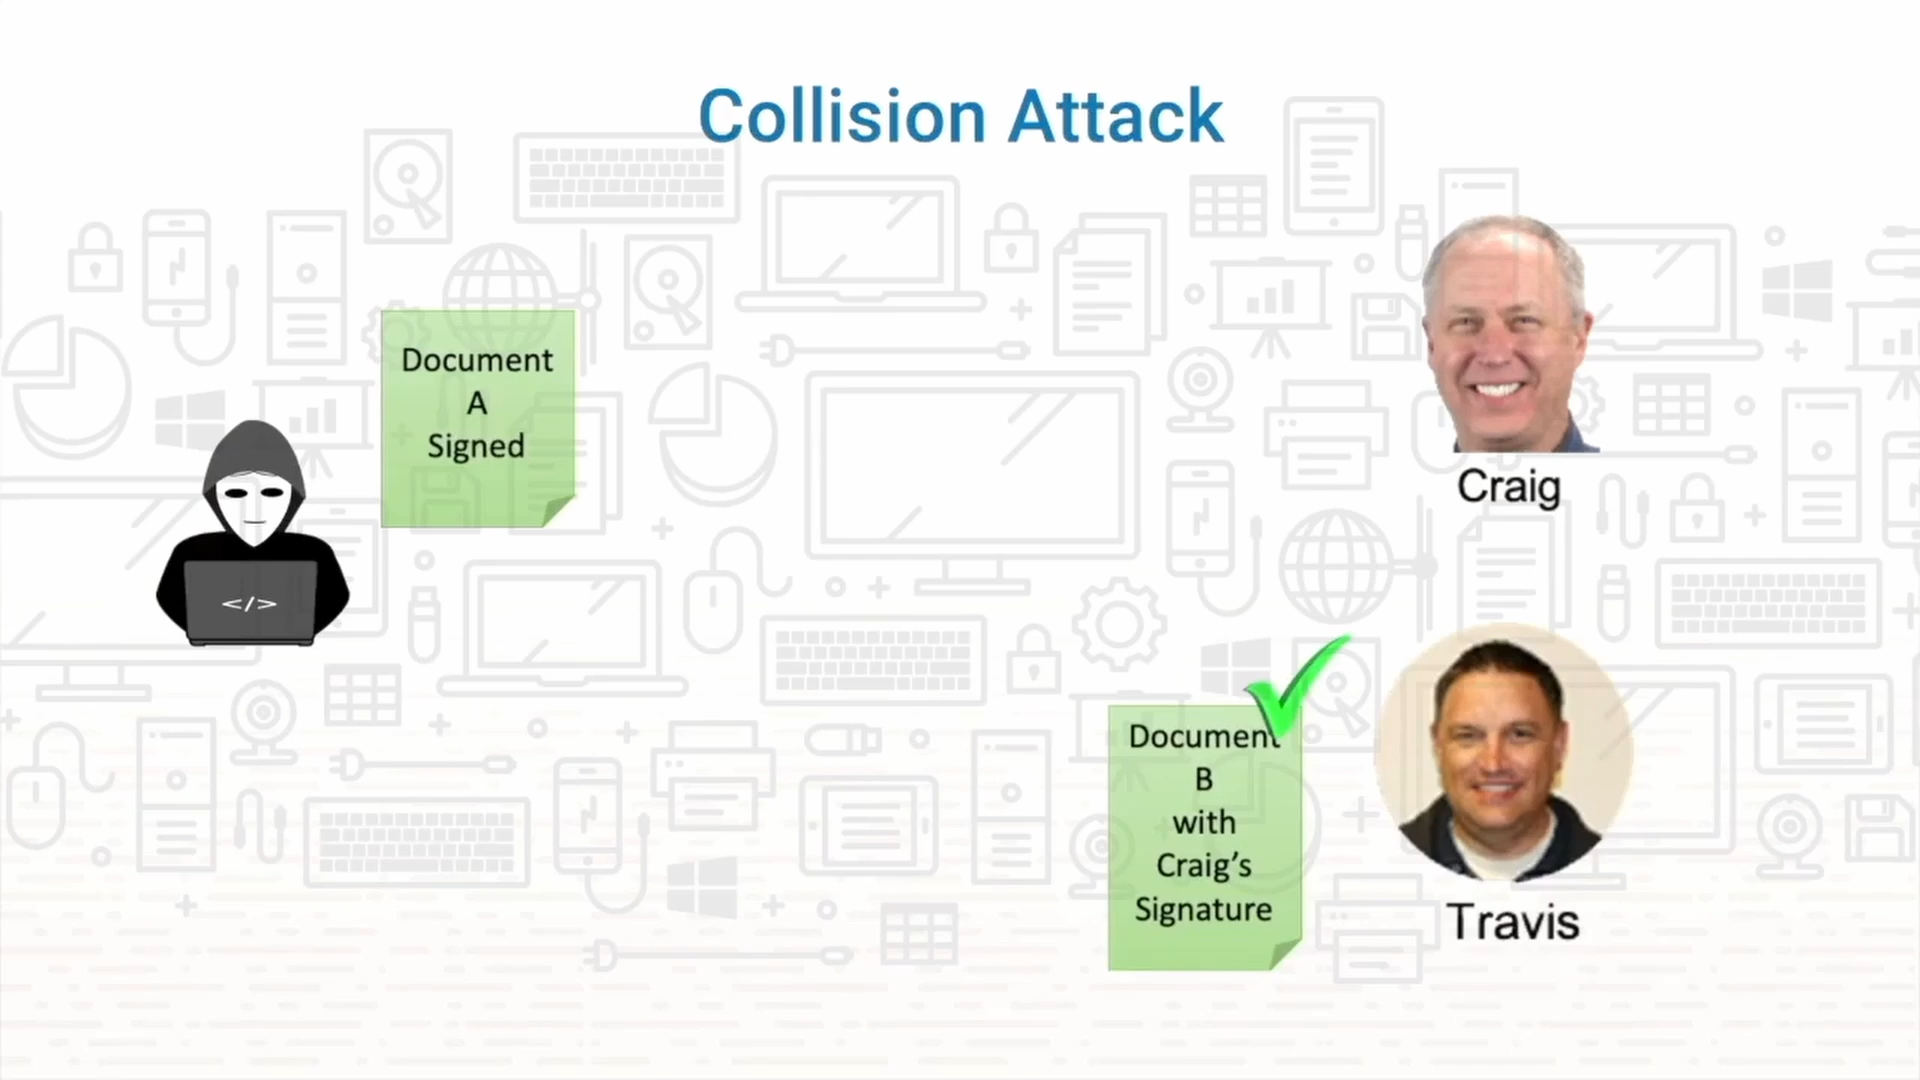 Collision Attack
Document
A
Signed
</>
Craig
Document
B
with
Craig’s
Signature
Travis